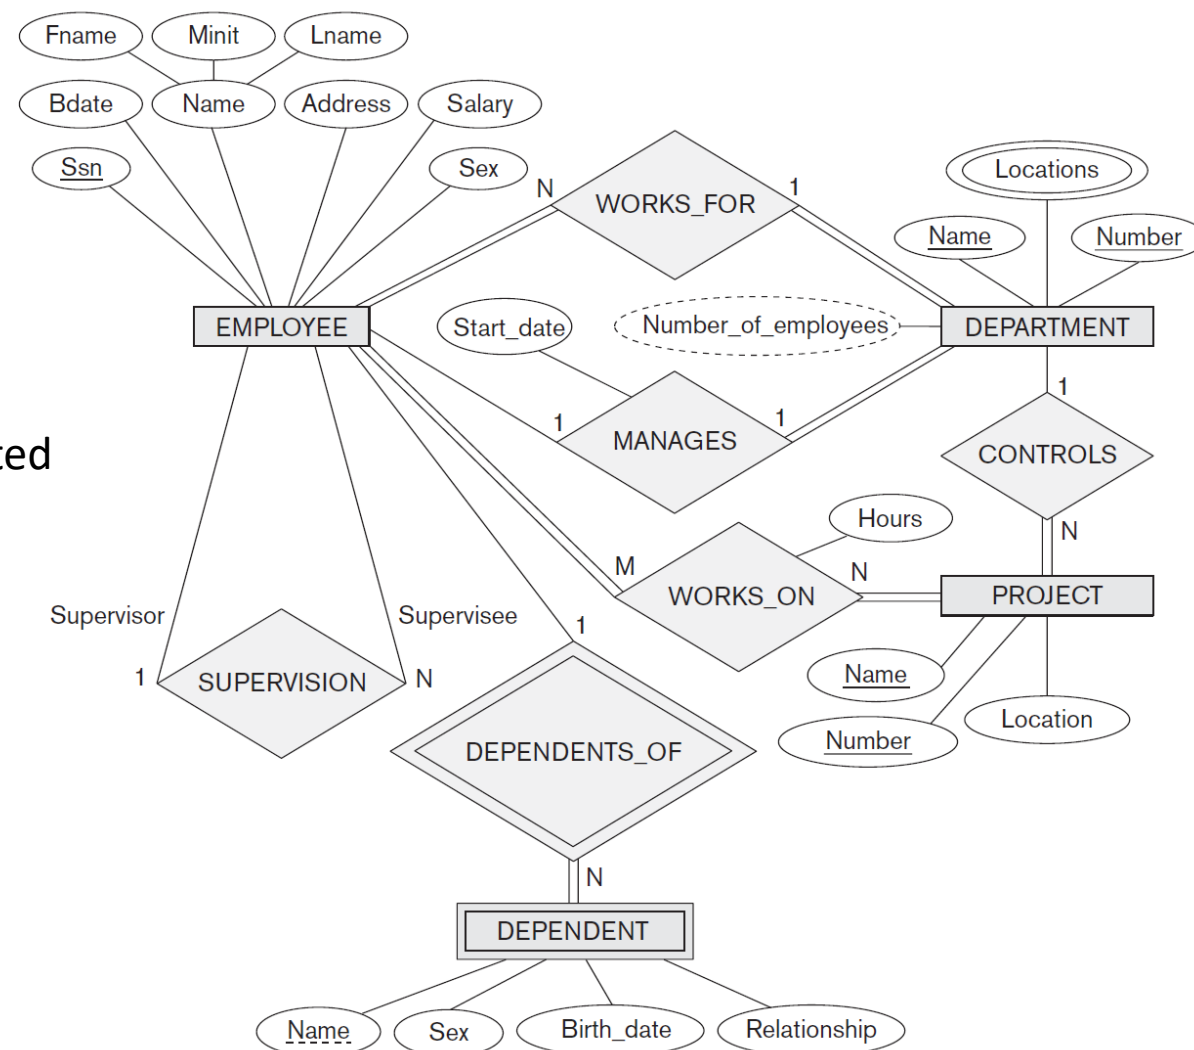 Fname Minit Lname
Bdate Name Address Salary
Ssn Sex
Locations
N WORKS_FOR 1
Name Number
EMPLOYEE Start_date Number_of_employees DEPARTMENT
1
1 MANAGES 1
CONTROLS
Hours
N
M WORKS_ON N PROJECT
Supervisor Supervisee
1
1 SUPERVISION N
Name
Location
Number
DEPENDENTS_OF
N
DEPENDENT
Name Sex Birth_date Relationship